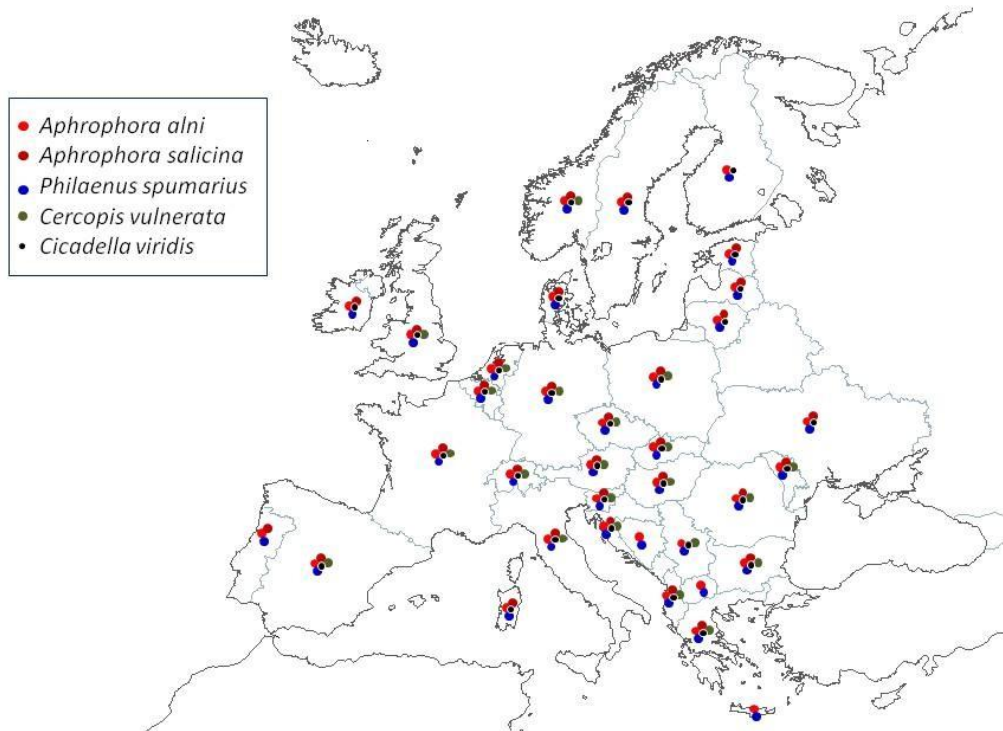 Aphrophora alni
Aphrophora salicina
Philaenus spumarius
Cercopis vulnerata
Cicadella viridis